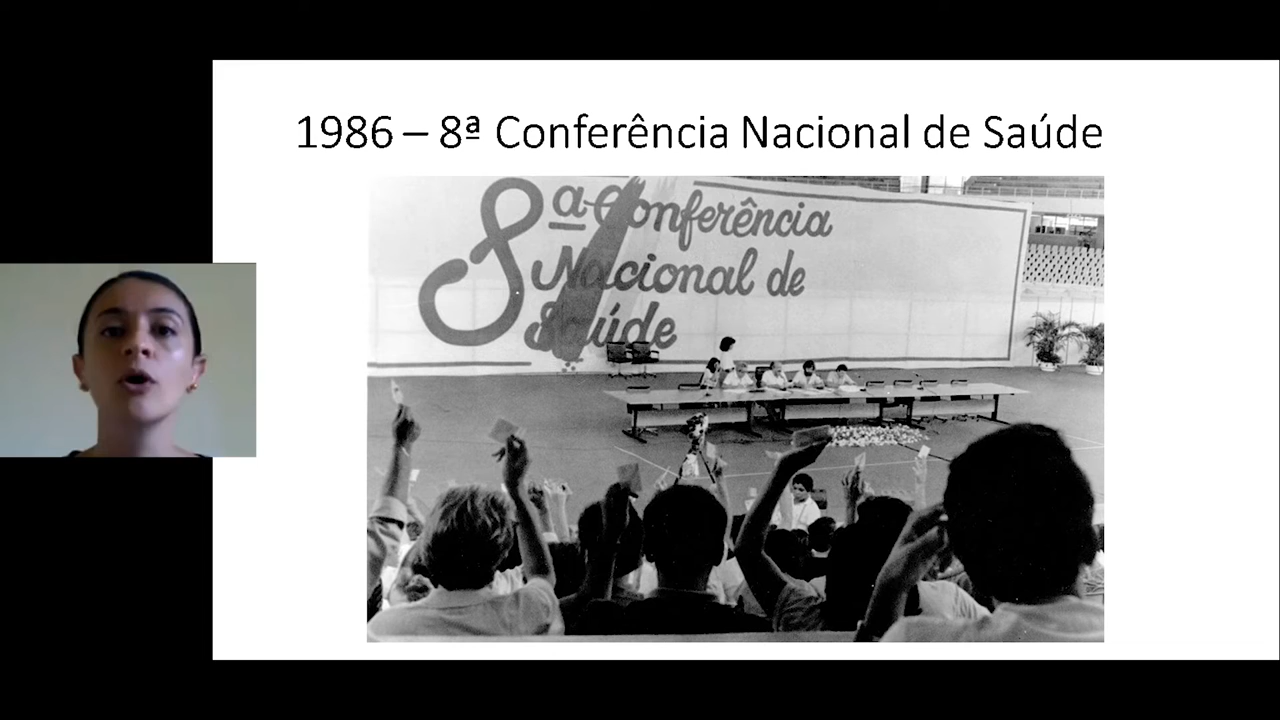 1986 – 8ª Conferência Nacional de Saúde
8ª Conferência
Nacional de
Saúde